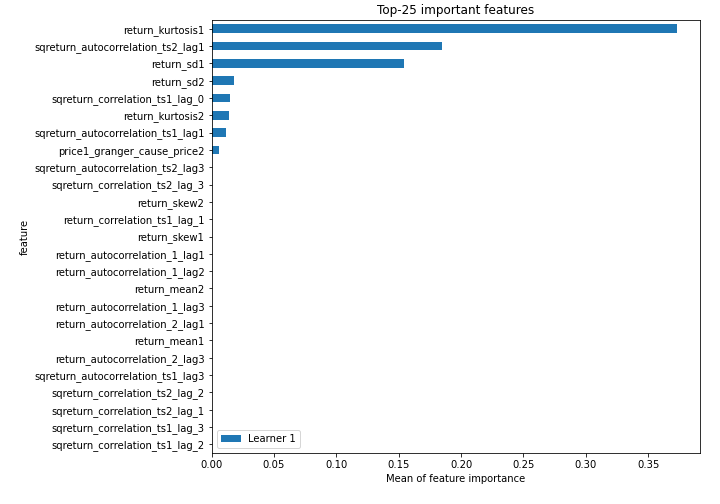 Top-25 important features
return_kurtosis1
sqreturn_autocorrelation_ts2_lag1
return_sd1
return_sd2
sqreturn_correlation_ts1_lag_0
return_kurtosis2
sqreturn_autocorrelation_ts1_lag1
price1_granger_cause_price2
sqreturn_autocorrelation_ts2_lag3
sqreturn_correlation_ts2_lag_3
return_skew2
return_correlation_ts1_lag_1
return_skew1
return_autocorrelation_1_lag1
return_autocorrelation_1_lag2
return_mean2
return_autocorrelation_1_lag3
return_autocorrelation_2_lag1
return_mean1
return_autocorrelation_2_lag3
sqreturn_autocorrelation_ts1_lag3
sqreturn_correlation_ts2_lag_2
sqreturn_correlation_ts2_lag_1
sqreturn_correlation_ts1_lag_3
sqreturn_correlation_ts1_lag_2
feature
Learner 1
0.00 0.05 0.10 0.15 0.20 0.25 0.30 0.35
Mean of feature importance